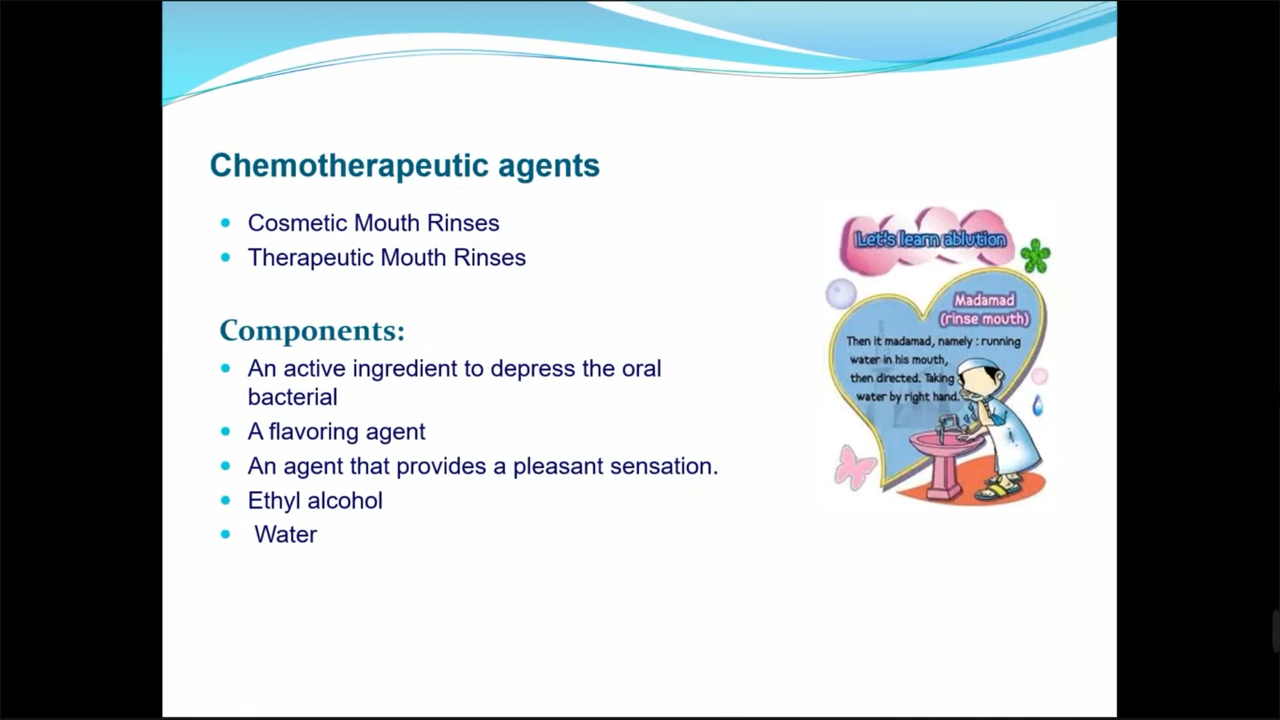 Chemotherapeutic agents
Cosmetic Mouth Rinses
Therapeutic Mouth Rinses
Components:
An active ingredient to depress the oral
bacterial
A flavoring agent
An agent that provides a pleasant sensation.
Ethyl alcohol
Water
Let's learn ablution
Madamad
(rinse mouth)
Then it madamad, namely : running
water in his mouth,
then directed. Taking
water by right hand.